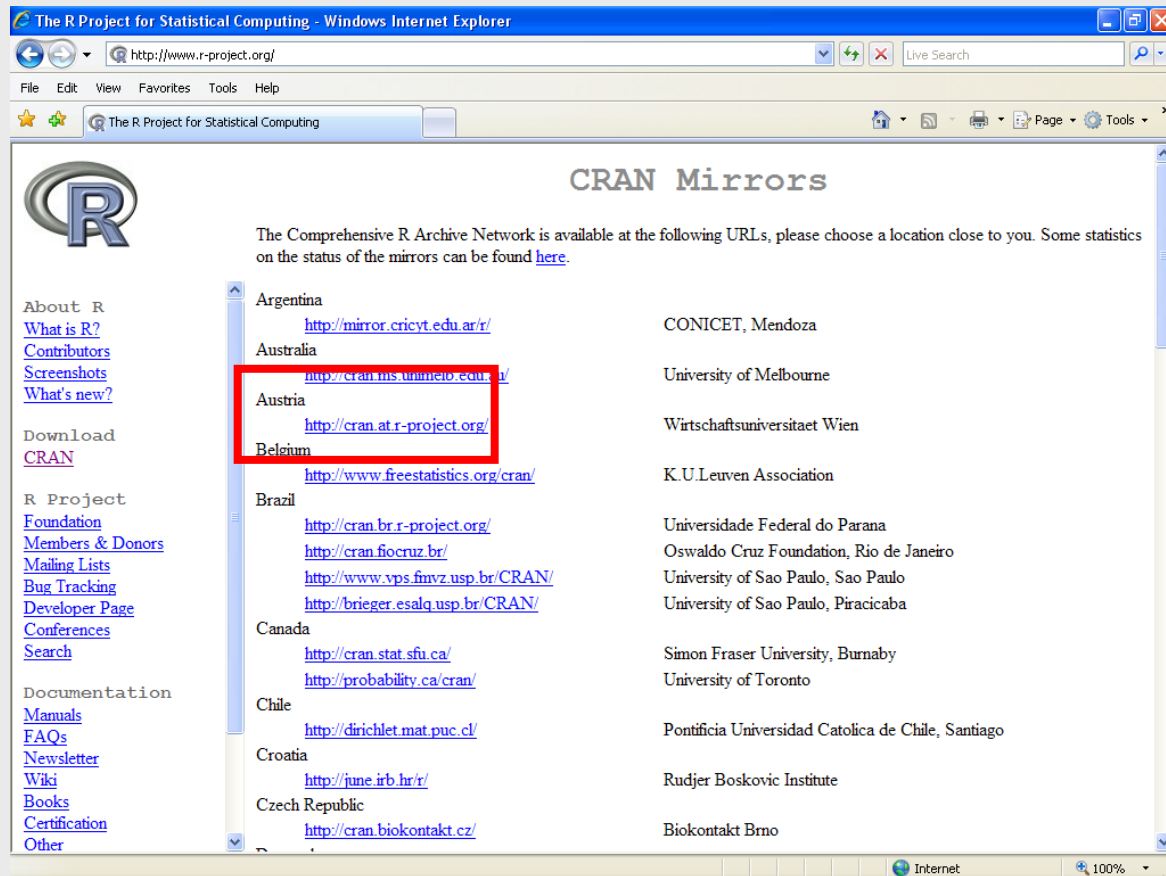 The R Project for Statistical Computing - Windows Internet Explorer
http://www.r-project.org/
Live Search
File Edit View Favorites Tools Help
The R Project for Statistical Computing
Page Tools
R
About R
What is R?
Contributors
Screenshots
What's new?
Download
CRAN
R Project
Foundation
Members & Donors
Mailing Lists
Bug Tracking
Developer Page
Conferences
Search
Documentation
Manuals
FAQs
Newsletter
Wiki
Books
Certification
Other
CRAN Mirrors
The Comprehensive R Archive Network is available at the following URLs, please choose a location close to you. Some statistics
on the status of the mirrors can be found here.
Argentina
http://mirror.cricyt.edu.ar/r/ CONICET, Mendoza
Australia
http://cran.ms.unimelb.edu.au/ University of Melbourne
Austria
http://cran.at.r-project.org/ Wirtschaftsuniversitaet Wien
Belgium
http://www.freestatistics.org/cran/ K.U.Leuven Association
Brazil
http://cran.br.r-project.org/ Universidade Federal do Parana
http://cran.fiocruz.br/ Oswaldo Cruz Foundation, Rio de Janeiro
http://www.vps.fmvz.usp.br/CRAN/ University of Sao Paulo, Sao Paulo
http://brieger.esalq.usp.br/CRAN/ University of Sao Paulo, Piracicaba
Canada
http://cran.stat.sfu.ca/ Simon Fraser University, Burnaby
http://probability.ca/cran/ University of Toronto
Chile
http://dirichlet.mat.puc.cl/ Pontificia Universidad Catolica de Chile, Santiago
Croatia
http://june.irb.hr/r/ Rudjer Boskovic Institute
Czech Republic
http://cran.biokontakt.cz/ Biokontakt Brno
Internet 100%